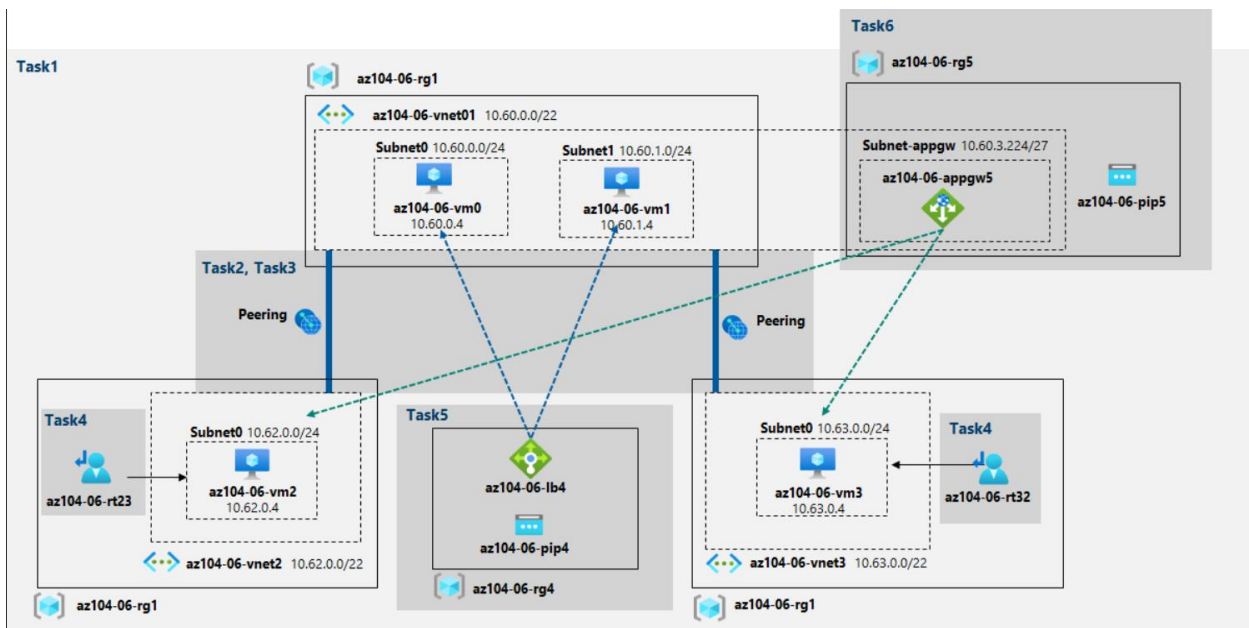 Task6
az104-06-rg5
Task1
az104-06-rg1
az104-06-vnet01 10.60.0.0/22
Subnet0 10.60.0.0/24
Subnet1 10.60.1.0/24
Subnet-appgw 10.60.3.224/27
az104-06-appgw5
az104-06-pip5
az104-06-vm0
10.60.0.4
az104-06-vm1
10.60.1.4
Task2, Task3
Peering
Peering
Task4
Subnet0 10.62.0.0/24
az104-06-rt23
az104-06-vm2
10.62.0.4
az104-06-vnet2 10.62.0.0/22
az104-06-rg1
Task5
az104-06-lb4
az104-06-pip4
az104-06-rg4
Subnet0 10.63.0.0/24
Task4
az104-06-vm3
10.63.0.4
az104-06-rt32
az104-06-vnet3 10.63.0.0/22
az104-06-rg1